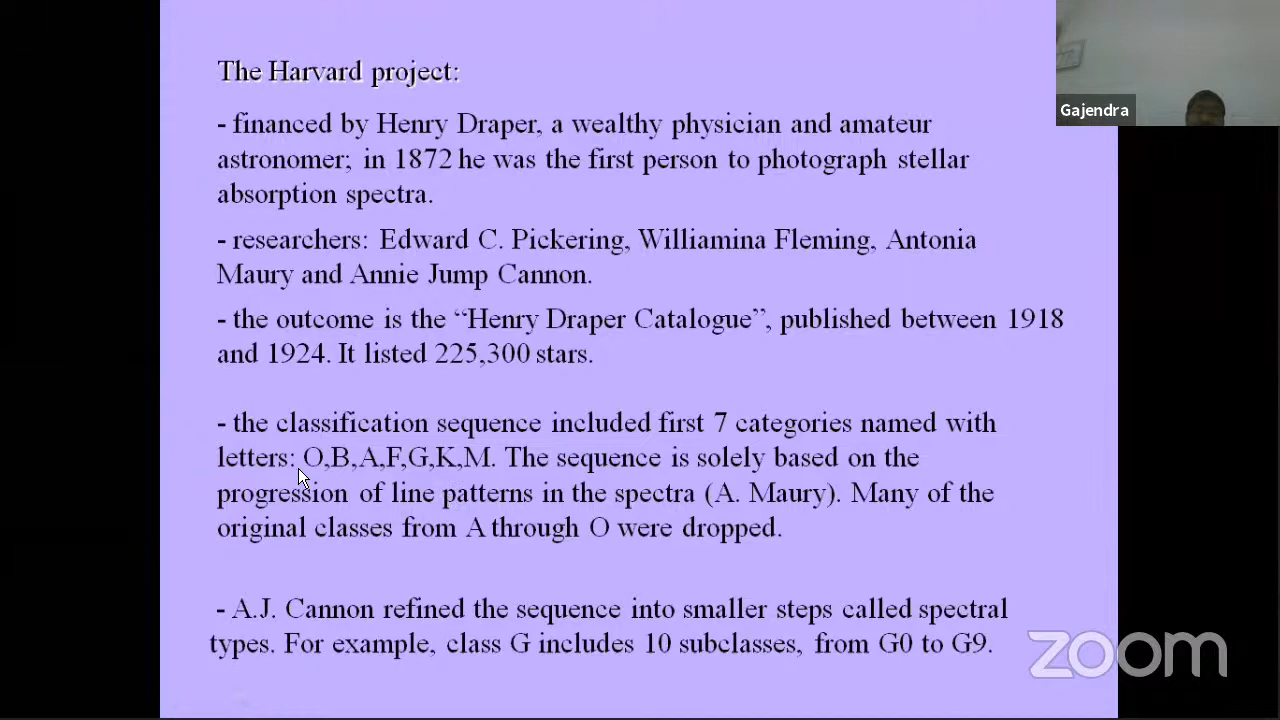 The Harvard project:
- financed by Henry Draper, a wealthy physician and amateur
astronomer; in 1872 he was the first person to photograph stellar
absorption spectra.
- researchers: Edward C. Pickering, Williamina Fleming, Antonia
Maury and Annie Jump Cannon.
- the outcome is the “Henry Draper Catalogue”, published between 1918
and 1924. It listed 225,300 stars.
- the classification sequence included first 7 categories named with
letters: O,B,A,F,G,K,M. The sequence is solely based on the
progression of line patterns in the spectra (A. Maury). Many of the
original classes from A through O were dropped.
- A.J. Cannon refined the sequence into smaller steps called spectral
types. For example, class G includes 10 subclasses, from G0 to G9.
Gajendra
zoom